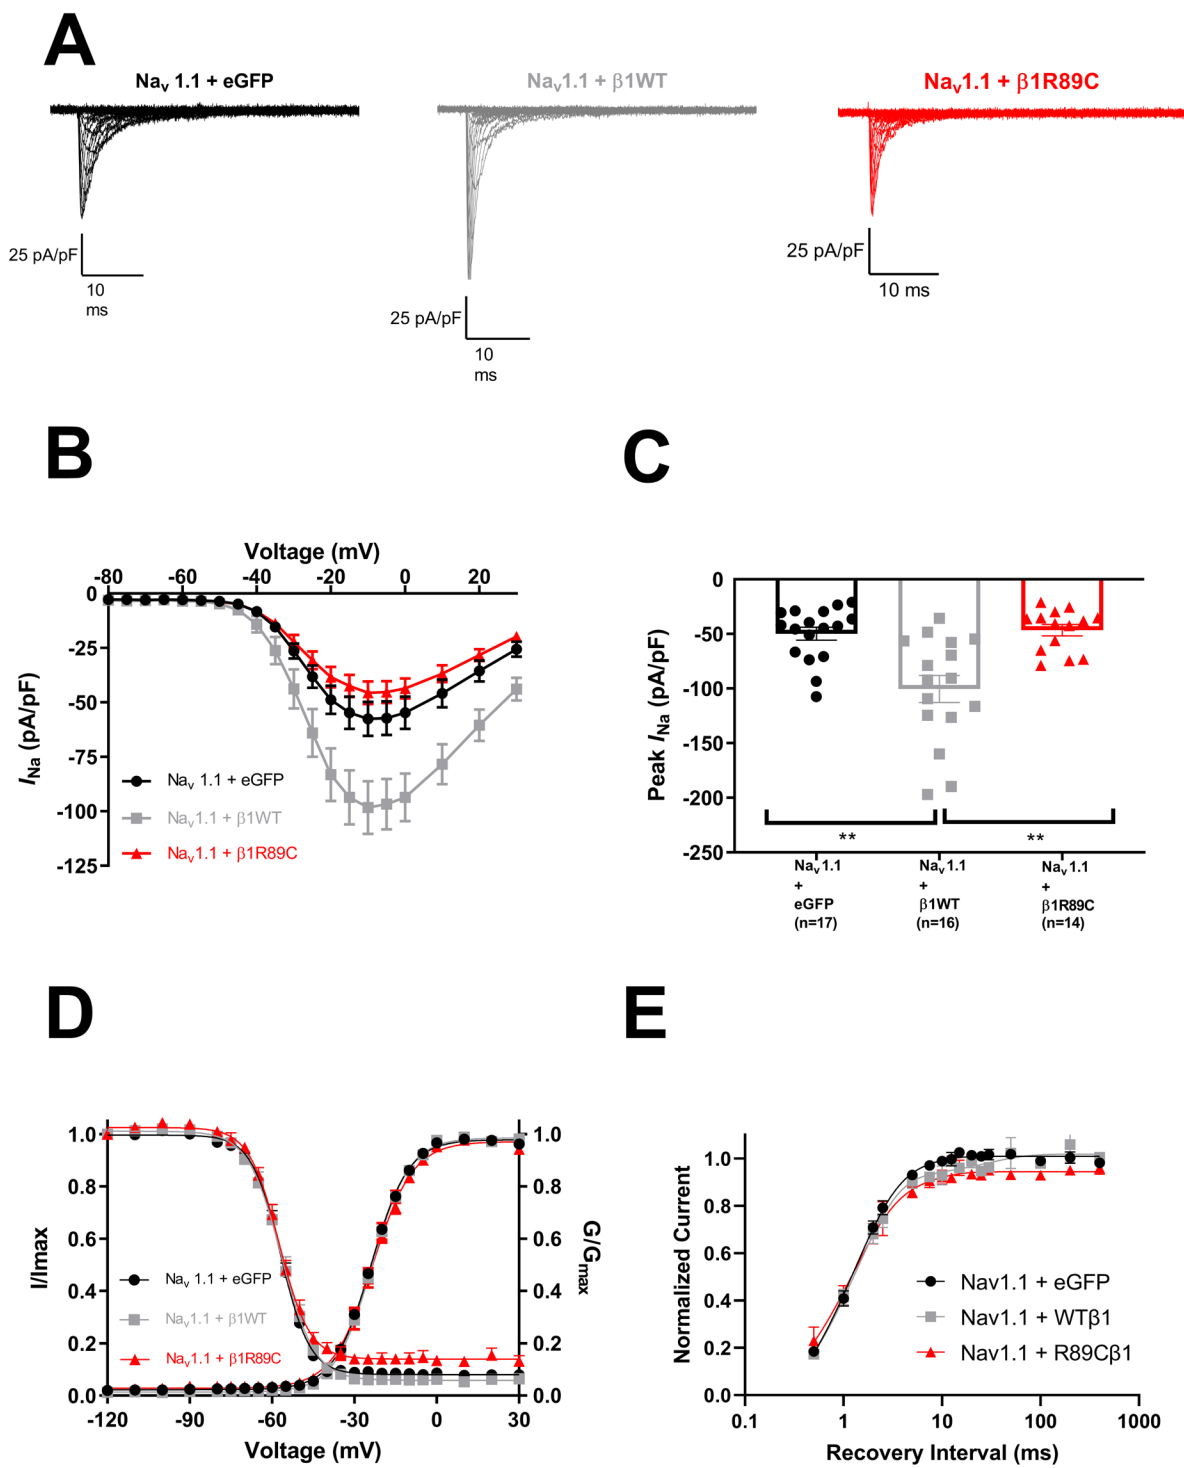 A
Nav 1.1 + eGFP
Nav1.1 + β1WT
Nav1.1 + β1R89C
25 pA/pF
10
ms
25 pA/pF
10
ms
25 pA/pF
10 ms
B
Voltage (mV)
-80 -60 -40 -20 0 20
0
-25
-50
-75
-100
-125
INa (pA/pF)
Nav 1.1 + eGFP
Nav1.1 + β1WT
Nav1.1 + β1R89C
C
Peak INa (pA/pF)
0
-50
-100
-150
-200
-250
** **
Nav1.1
+
eGFP
(n=17)
Nav1.1
+
β1WT
(n=16)
Nav1.1
+
β1R89C
(n=14)
D
I/Imax
1.0
0.8
0.6
0.4
0.2
0.0
Nav 1.1 + eGFP
Nav1.1 + β1WT
Nav1.1 + β1R89C
1.0
0.8
0.6
0.4
0.2
0.0
G/Gmax
-120 -90 -60 -30 0 30
Voltage (mV)
E
Normalized Current
1.0
0.8
0.6
0.4
0.2
0.0
Nav1.1 + eGFP
Nav1.1 + WTβ1
Nav1.1 + R89Cβ1
0.1 1 10 100 1000
Recovery Interval (ms)